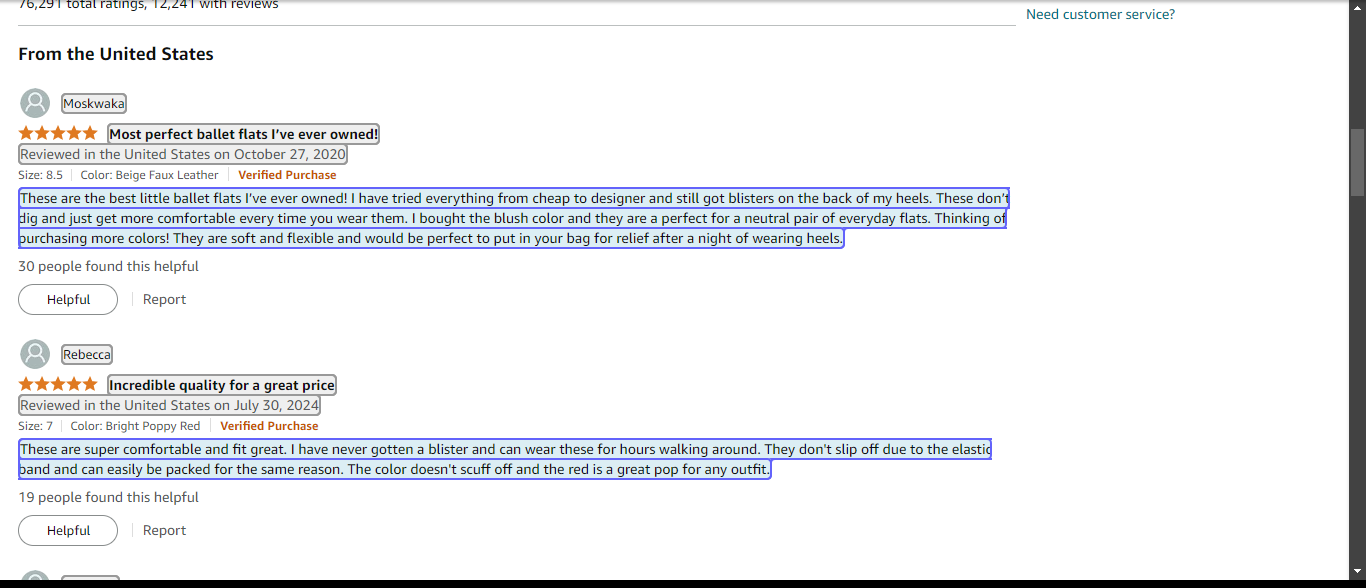 76,291 total ratings, 12,241 with reviews
Need customer service?
From the United States
Moskwaka
Most perfect ballet flats I’ve ever owned!
Reviewed in the United States on October 27, 2020
Size: 8.5 Color: Beige Faux Leather Verified Purchase
These are the best little ballet flats I’ve ever owned! I have tried everything from cheap to designer and still got blisters on the back of my heels. These don’t
dig and just get more comfortable every time you wear them. I bought the blush color and they are a perfect for a neutral pair of everyday flats. Thinking of
purchasing more colors! They are soft and flexible and would be perfect to put in your bag for relief after a night of wearing heels.
30 people found this helpful
Helpful Report
Rebecca
Incredible quality for a great price
Reviewed in the United States on July 30, 2024
Size: 7 Color: Bright Poppy Red Verified Purchase
These are super comfortable and fit great. I have never gotten a blister and can wear these for hours walking around. They don't slip off due to the elastic
band and can easily be packed for the same reason. The color doesn't scuff off and the red is a great pop for any outfit.
19 people found this helpful
Helpful Report